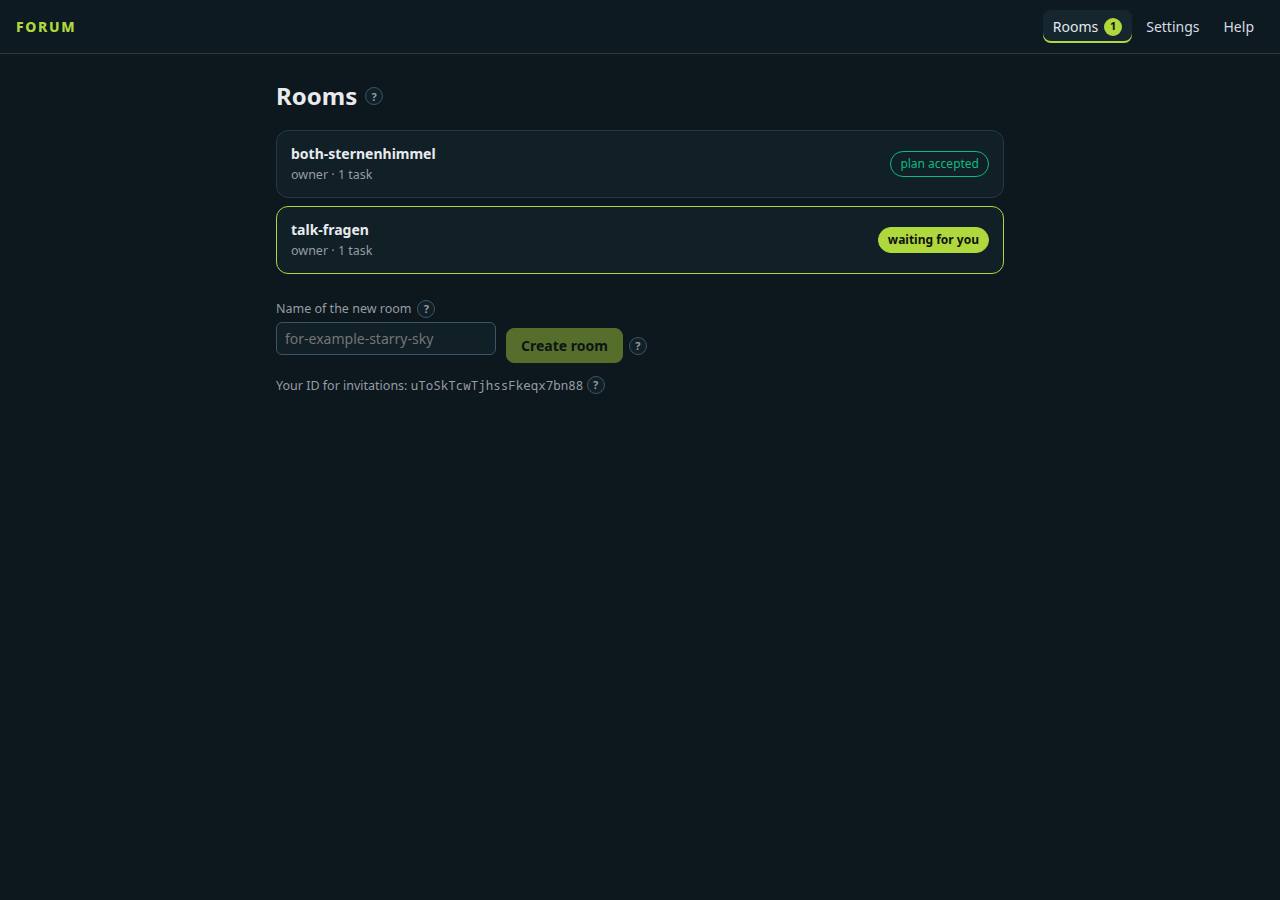 FORUM
Rooms 1 Settings Help
Rooms ?
both-sternenhimmel
owner · 1 task
plan accepted
talk-fragen
owner · 1 task
waiting for you
Name of the new room ?
for-example-starry-sky
Create room ?
Your ID for invitations: uToSkTcwTjhssFkeqx7bn88 ?